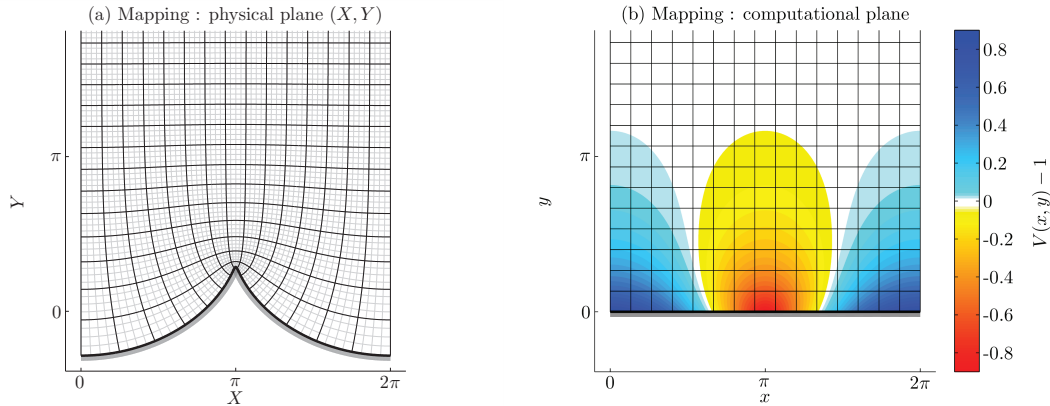 (a) Mapping : physical plane (X, Y)
π
0
Y
0
π
2π
X
(b) Mapping : computational plane
π
0
y
0
π
2π
x
0.8
0.6
0.4
0.2
0
-0.2
-0.4
-0.6
-0.8
V(x, y) − 1